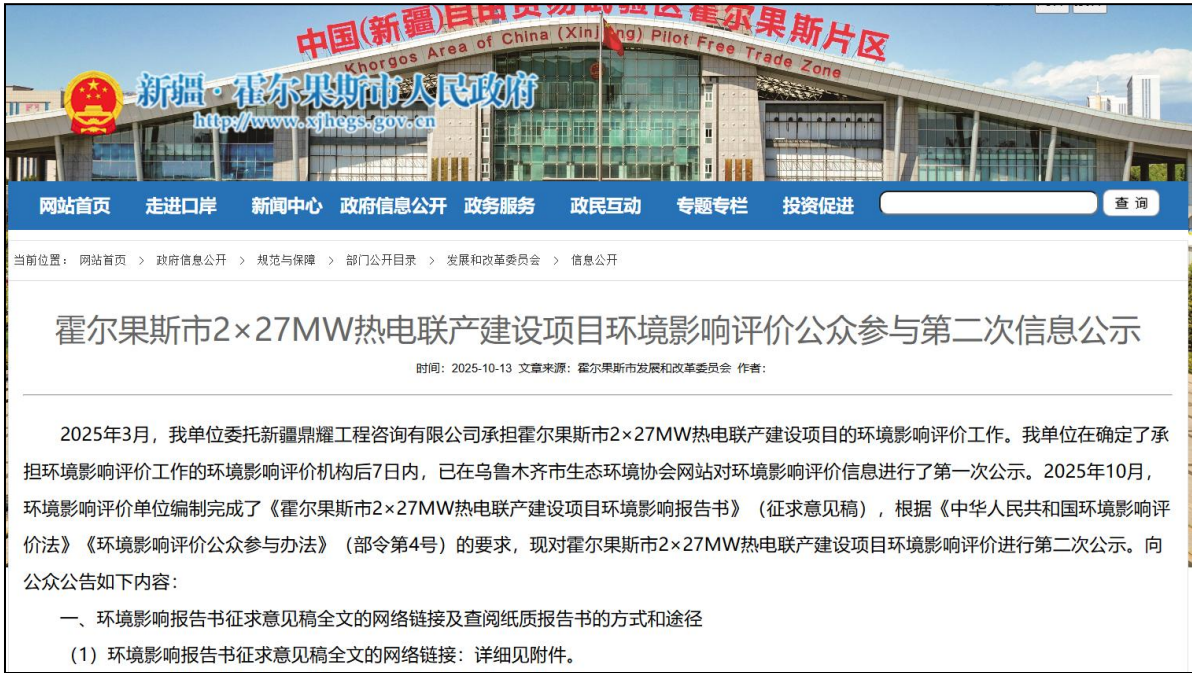 中国(新疆)自由贸易试验区霍尔果斯片区
Khorgos Area of China (Xinjiang) Pilot Free Trade Zone
新疆·霍尔果斯市人民政府
http://www.xjhegs.gov.cn
网站首页 走进口岸 新闻中心 政府信息公开 政务服务 政民互动 专题专栏 投资促进 查 询
当前位置： 网站首页 > 政府信息公开 > 规范与保障 > 部门公开目录 > 发展和改革委员会 > 信息公开
霍尔果斯市2×27MW热电联产建设项目环境影响评价公众参与第二次信息公示
时间：2025-10-13 文章来源：霍尔果斯市发展和改革委员会 作者：
2025年3月，我单位委托新疆鼎耀工程咨询有限公司承担霍尔果斯市2×27MW热电联产建设项目的环境影响评价工作。我单位在确定了承
担环境影响评价工作的环境影响评价机构后7日内，已在乌鲁木齐市生态环境协会网站对环境影响评价信息进行了第一次公示。2025年10月，
环境影响评价单位编制完成了《霍尔果斯市2×27MW热电联产建设项目环境影响报告书》（征求意见稿），根据《中华人民共和国环境影响评
价法》《环境影响评价公众参与办法》（部令第4号）的要求，现对霍尔果斯市2×27MW热电联产建设项目环境影响评价进行第二次公示。向
公众公告如下内容：
一、环境影响报告书征求意见稿全文的网络链接及查阅纸质报告书的方式和途径
（1）环境影响报告书征求意见稿全文的网络链接：详细见附件。